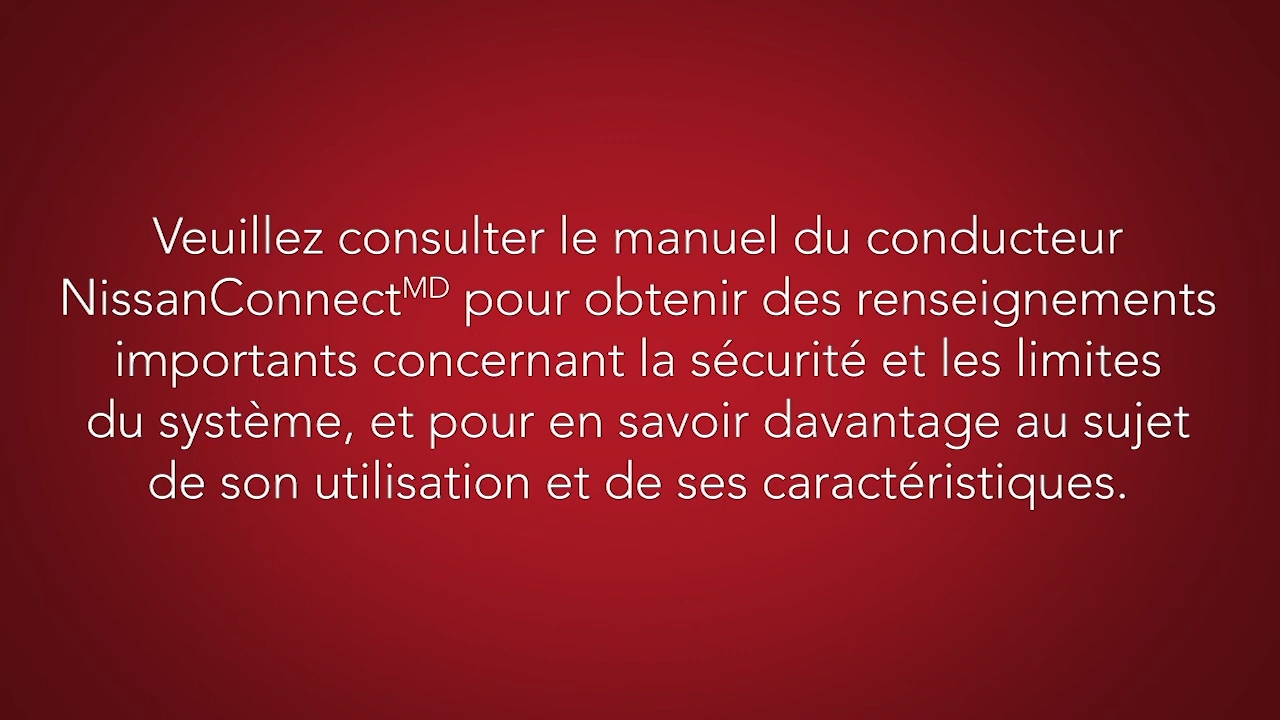 Veuillez consulter le manuel du conducteur
NissanConnectᴹᴰ pour obtenir des renseignements
importants concernant la sécurité et les limites
du système, et pour en savoir davantage au sujet
de son utilisation et de ses caractéristiques.